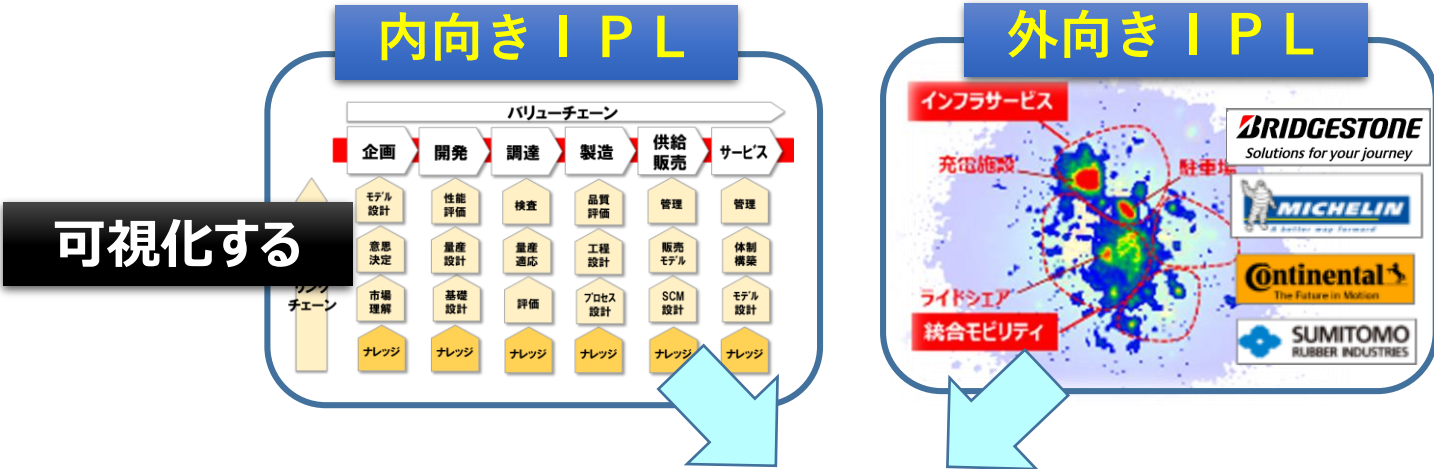 内向きＩＰＬ
外向きＩＰＬ
可視化する
バリューチェーン
企画
開発
調達
製造
供給
販売
サービス
モデル
設計
性能
評価
検査
品質
評価
管理
管理
意思
決定
量産
設計
量産
適応
工程
設計
販売
モデル
体制
構築
市場
理解
基礎
設計
評価
プロセス
設計
SCM
設計
モデル
設計
ナレッジ
ナレッジ
ナレッジ
ナレッジ
ナレッジ
ナレッジ
チェーン
インフラサービス
充電施設
駐車場
ライドシェア
統合モビリティ
BRIDGESTONE
Solutions for your journey
MICHELIN
A better way forward
Continental
The Future in Motion
SUMITOMO
RUBBER INDUSTRIES